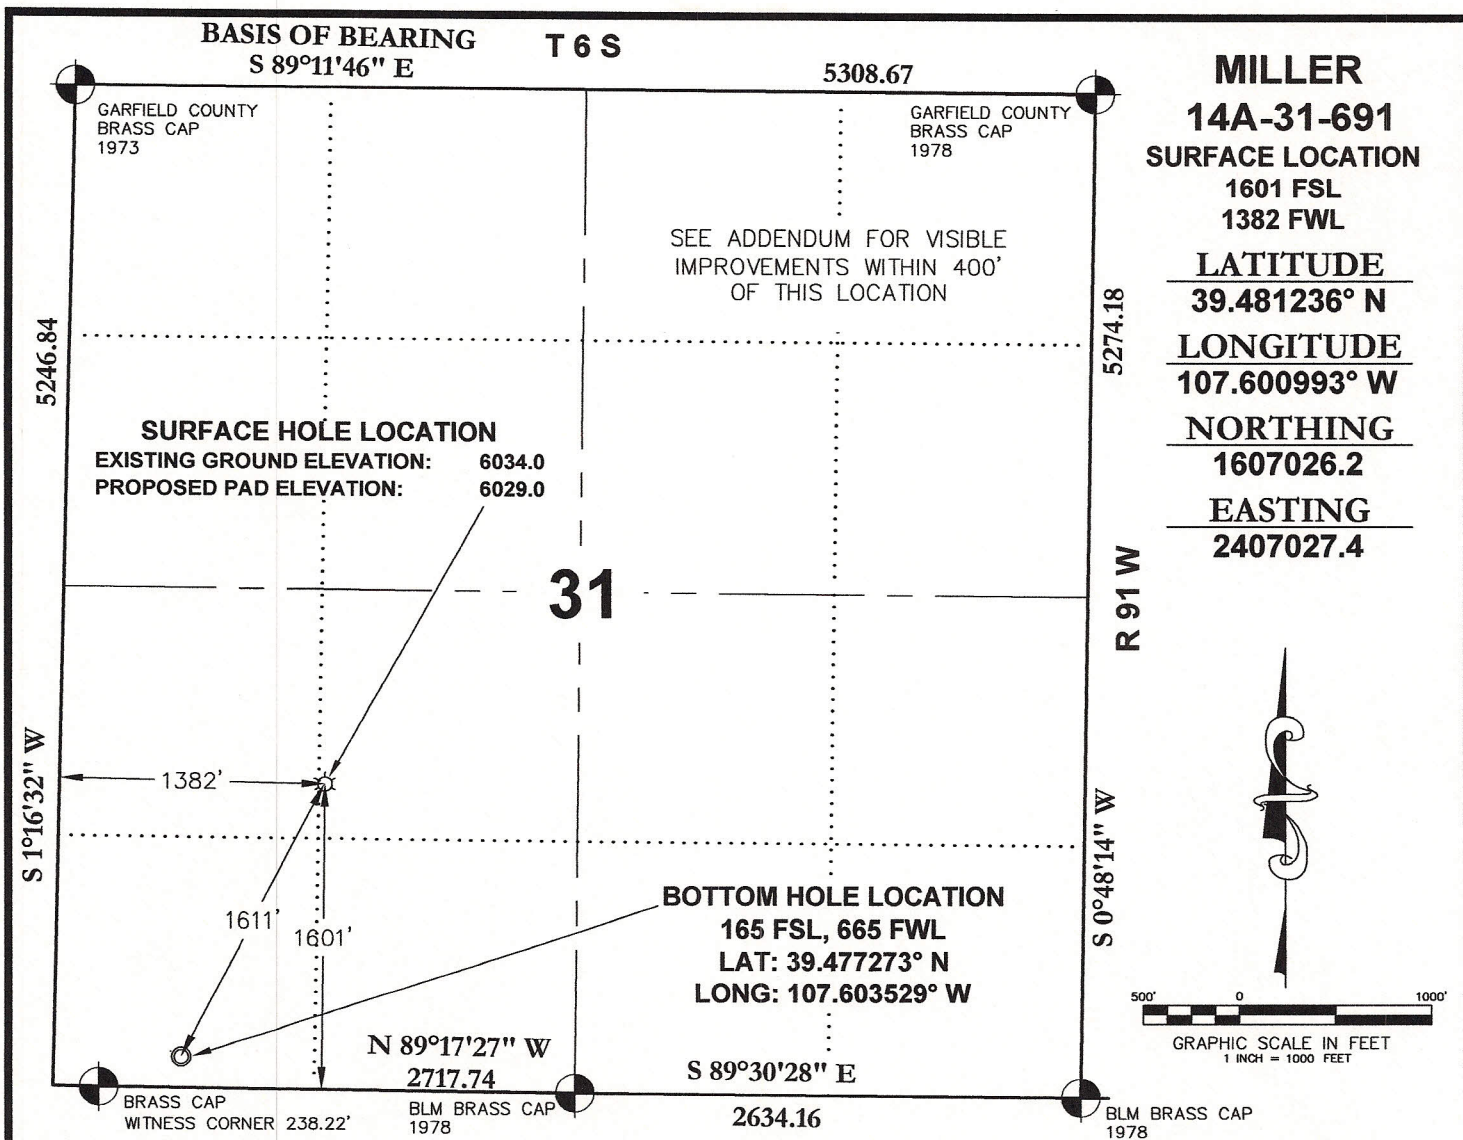 BASIS OF BEARING
S 89°11'46" E
T 6 S
5308.67
GARFIELD COUNTY
BRASS CAP
1973
GARFIELD COUNTY
BRASS CAP
1978
SEE ADDENDUM FOR VISIBLE
IMPROVEMENTS WITHIN 400'
OF THIS LOCATION
5246.84
5274.18
SURFACE HOLE LOCATION
EXISTING GROUND ELEVATION: 6034.0
PROPOSED PAD ELEVATION: 6029.0
31
R 91 W
S 1°16'32" W
1382'
1611'
1601'
S 0°48'14" W
BOTTOM HOLE LOCATION
165 FSL, 665 FWL
LAT: 39.477273° N
LONG: 107.603529° W
N 89°17'27" W
2717.74
S 89°30'28" E
2634.16
BRASS CAP
WITNESS CORNER 238.22'
BLM BRASS CAP
1978
BLM BRASS CAP
1978
MILLER
14A-31-691
SURFACE LOCATION
1601 FSL
1382 FWL
LATITUDE
39.481236° N
LONGITUDE
107.600993° W
NORTHING
1607026.2
EASTING
2407027.4
500' 0 1000'
GRAPHIC SCALE IN FEET
1 INCH = 1000 FEET